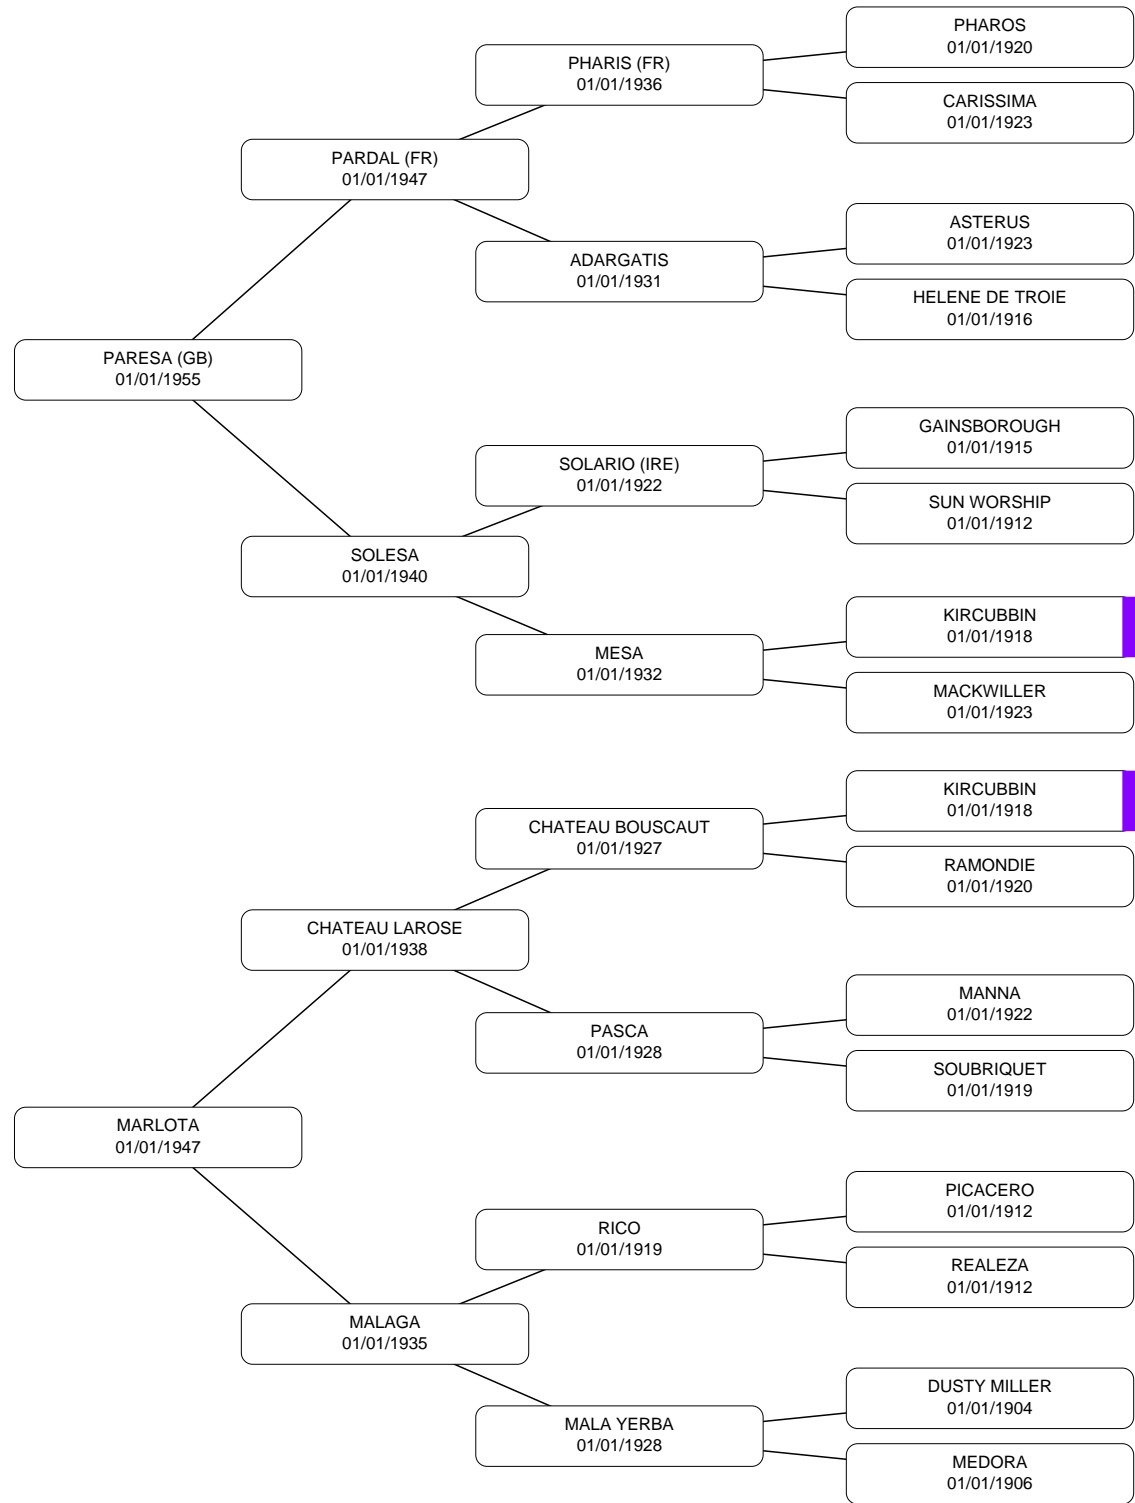 PHAROS
01/01/1920
PHARIS (FR)
01/01/1936
CARISSIMA
01/01/1923
PARDAL (FR)
01/01/1947
ASTERUS
01/01/1923
ADARGATIS
01/01/1931
HELENE DE TROIE
01/01/1916
PARESA (GB)
01/01/1955
GAINSBOROUGH
01/01/1915
SOLARIO (IRE)
01/01/1922
SUN WORSHIP
01/01/1912
SOLESA
01/01/1940
KIRCUBBIN
01/01/1918
MESA
01/01/1932
MACKWILLER
01/01/1923
KIRCUBBIN
01/01/1918
CHATEAU BOUSCAUT
01/01/1927
RAMONDIE
01/01/1920
CHATEAU LAROSE
01/01/1938
MANNA
01/01/1922
PASCA
01/01/1928
SOUBRIQUET
01/01/1919
MARLOTA
01/01/1947
PICACERO
01/01/1912
RICO
01/01/1919
REALEZA
01/01/1912
MALAGA
01/01/1935
DUSTY MILLER
01/01/1904
MALA YERBA
01/01/1928
MEDORA
01/01/1906